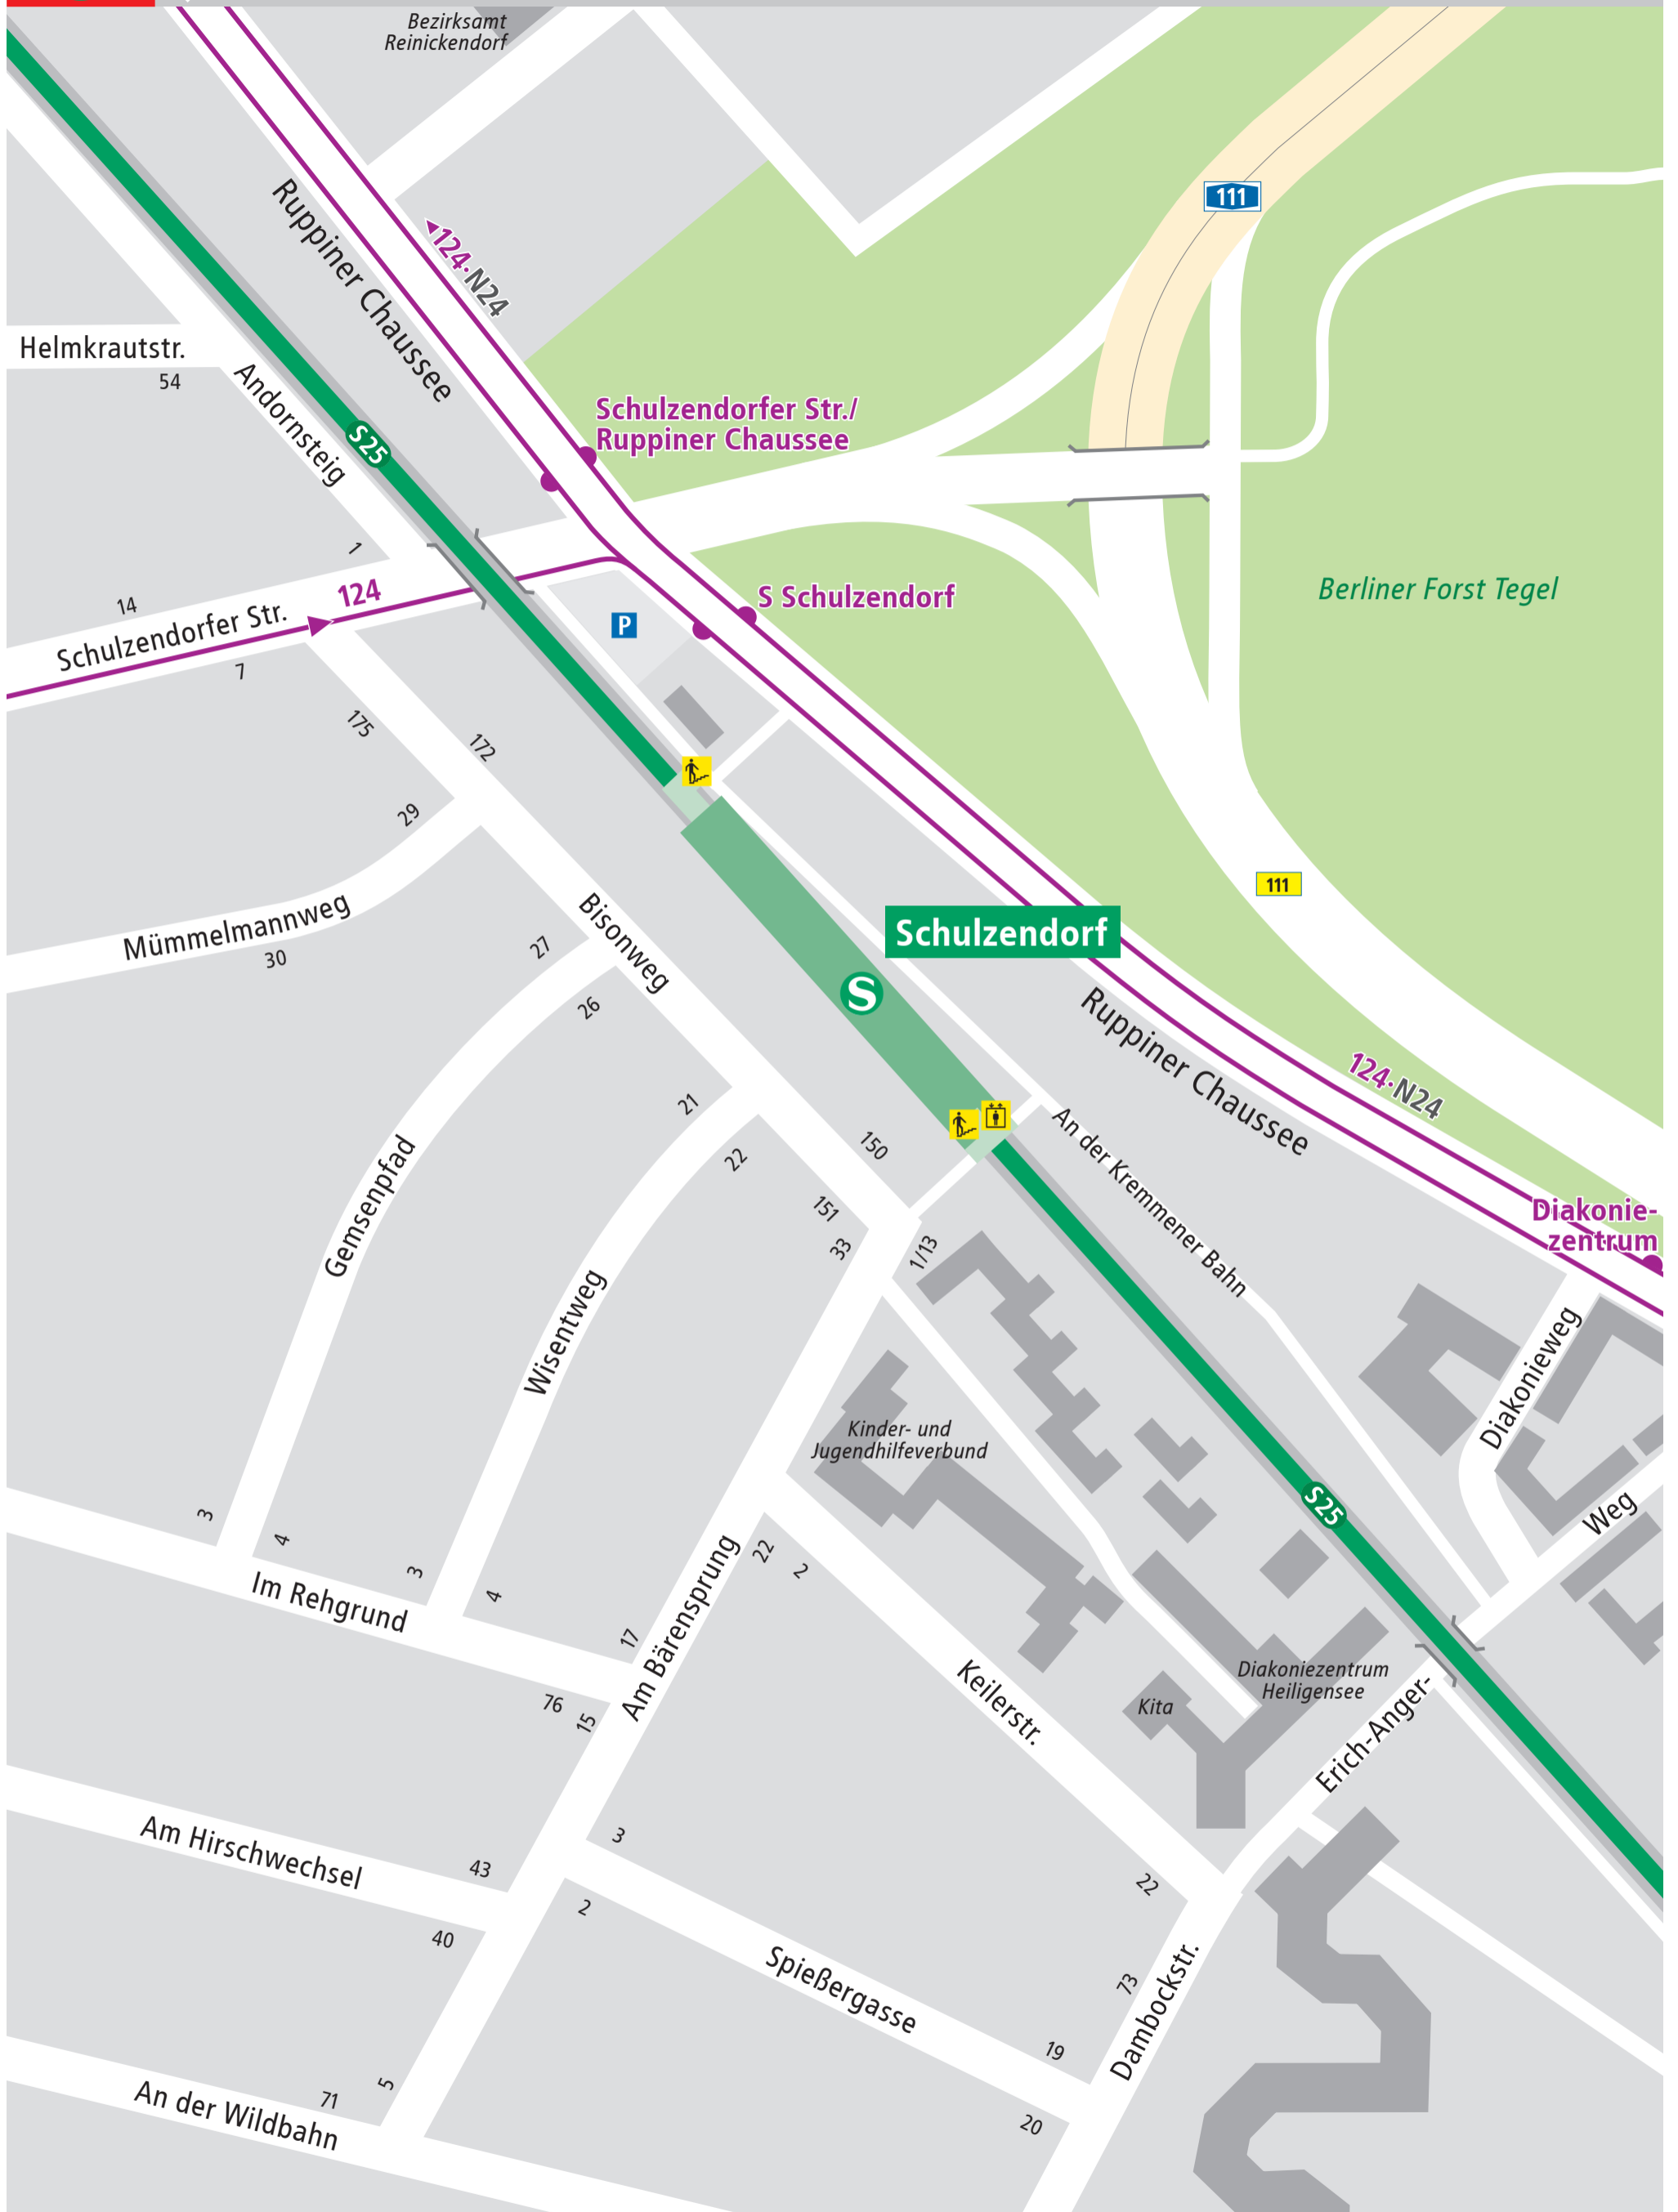 Bezirksamt
Reinickendorf
111
Ruppiner Chaussee
124·N24
Helmkrautstr.
54
Andornsteig
S25
Schulzendorfer Str./
Ruppiner Chaussee
1
14
124
Schulzendorfer Str.
7
P
S Schulzendorf
Berliner Forst Tegel
175
172
29
Mümmelmannweg
30
111
Schulzendorf
Bisonweg
27
26
S
Ruppiner Chaussee
124·N24
21
22
150
151
33
1/13
An der Kremmener Bahn
Diakonie-
zentrum
Gemsenpfad
Wisentweg
Diakonieweg
Kinder- und
Jugendhilfeverbund
S25
Weg
3
4
3
4
Im Rehgrund
22
2
17
Am Bärensprung
76
15
Keilerstr.
Diakoniezentrum
Heiligensee
Kita
Erich-Anger-
Am Hirschwechsel
43
40
3
2
22
Spießergasse
73
Dambockstr.
19
20
An der Wildbahn
71
5